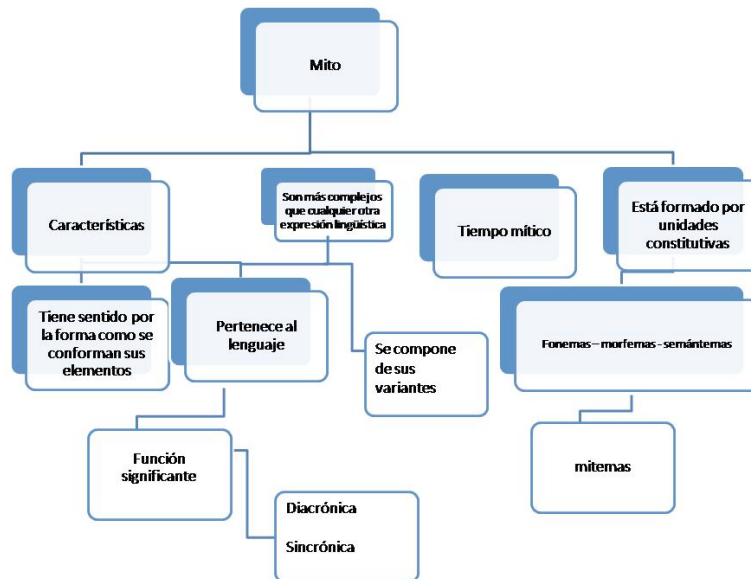 Mito
Características
Son más complejos
que cualquier otra
expresión lingüística
Tiempo mítico
Está formado por
unidades
constitutivas
Tiene sentido por
la forma como se
conforman sus
elementos
Pertenece al
lenguaje
Se compone
de sus
variantes
Fonemas – morfemas - semántemas
Función
significante
mitemas
Diacrónica
Sincrónica